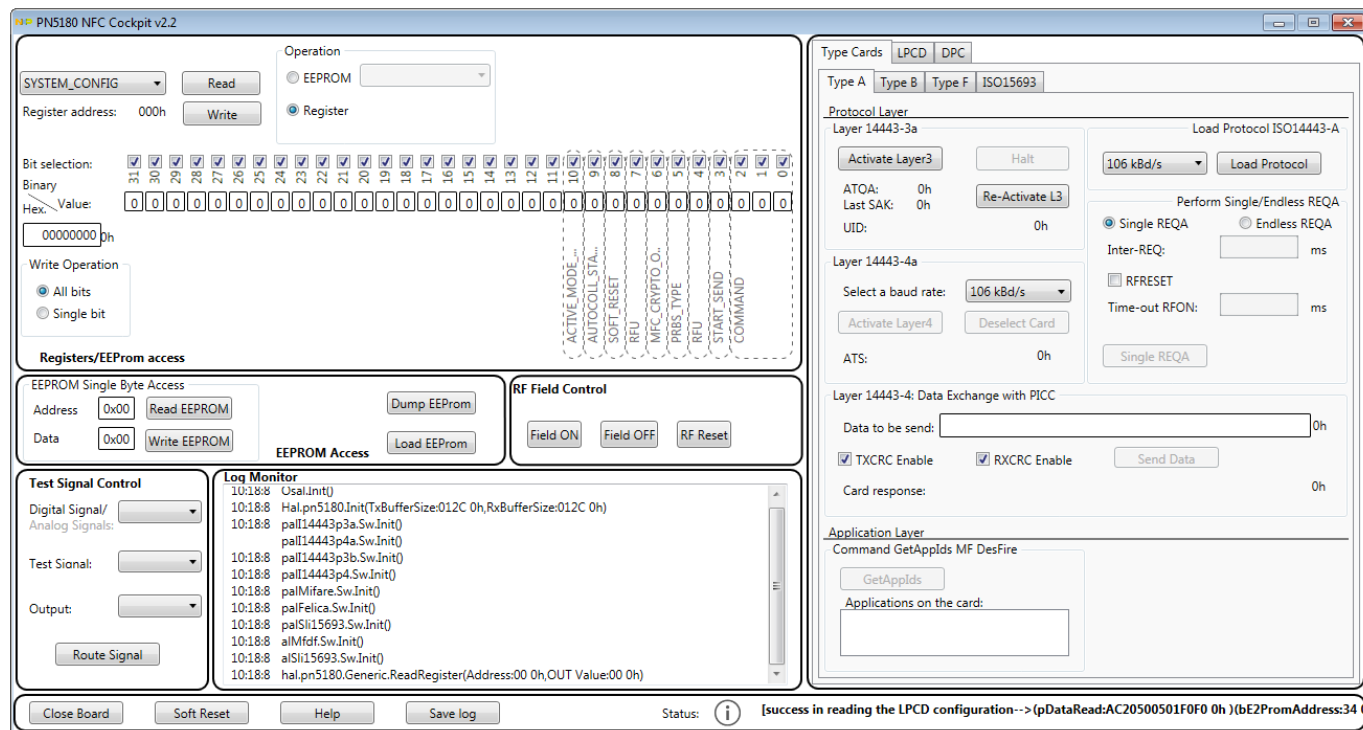 NXP PN5180 NFC Cockpit v2.2
SYSTEM_CONFIG
Read
Register address: 000h
Write
Operation
EEPROM
Register
Bit selection:
31 30 29 28 27 26 25 24 23 22 21 20 19 18 17 16 15 14 13 12 11 10 9 8 7 6 5 4 3 2 1 0
Binary
Hex. Value:
0 0 0 0 0 0 0 0 0 0 0 0 0 0 0 0 0 0 0 0 0 0 0 0 0 0 0 0 0 0 0 0
00000000 0h
ACTIVE_MODE_...
AUTOCOLL_STA...
SOFT_RESET
RFU
MFC_CRYPTO_O...
PRBS_TYPE
RFU
START_SEND
COMMAND
Write Operation
All bits
Single bit
Registers/EEProm access
EEPROM Single Byte Access
Address 0x00 Read EEPROM
Data 0x00 Write EEPROM
Dump EEProm
Load EEProm
EEPROM Access
RF Field Control
Field ON Field OFF RF Reset
Test Signal Control
Digital Signal/
Analog Signals:
Test Signal:
Output:
Route Signal
Log Monitor
10:18:8 Osal.Init()
10:18:8 Hal.pn5180.Init(TxBufferSize:012C 0h,RxBufferSize:012C 0h)
10:18:8 palI14443p3a.Sw.Init()
palI14443p4a.Sw.Init()
10:18:8 palI14443p3b.Sw.Init()
10:18:8 palI14443p4.Sw.Init()
10:18:8 palMifare.Sw.Init()
10:18:8 palFelica.Sw.Init()
10:18:8 palSli15693.Sw.Init()
10:18:8 alMfdf.Sw.Init()
10:18:8 alSli15693.Sw.Init()
10:18:8 hal.pn5180.Generic.ReadRegister(Address:00 0h,OUT Value:00 0h)
Type Cards LPCD DPC
Type A Type B Type F ISO15693
Protocol Layer
Layer 14443-3a
Activate Layer3 Halt
ATQA: 0h
Last SAK: 0h
Re-Activate L3
UID: 0h
Load Protocol ISO14443-A
106 kBd/s Load Protocol
Perform Single/Endless REQA
Single REQA Endless REQA
Inter-REQ: ms
RFRESET
Time-out RFON: ms
Single REQA
Layer 14443-4a
Select a baud rate: 106 kBd/s
Activate Layer4 Deselect Card
ATS: 0h
Layer 14443-4: Data Exchange with PICC
Data to be send: 0h
TXCRC Enable RXCRC Enable Send Data
Card response: 0h
Application Layer
Command GetAppIds MF DesFire
GetAppIds
Applications on the card:
Close Board Soft Reset Help Save log
Status: [success in reading the LPCD configuration-->(pDataRead:AC20500501F0F0 0h )(bE2PromAddress:34